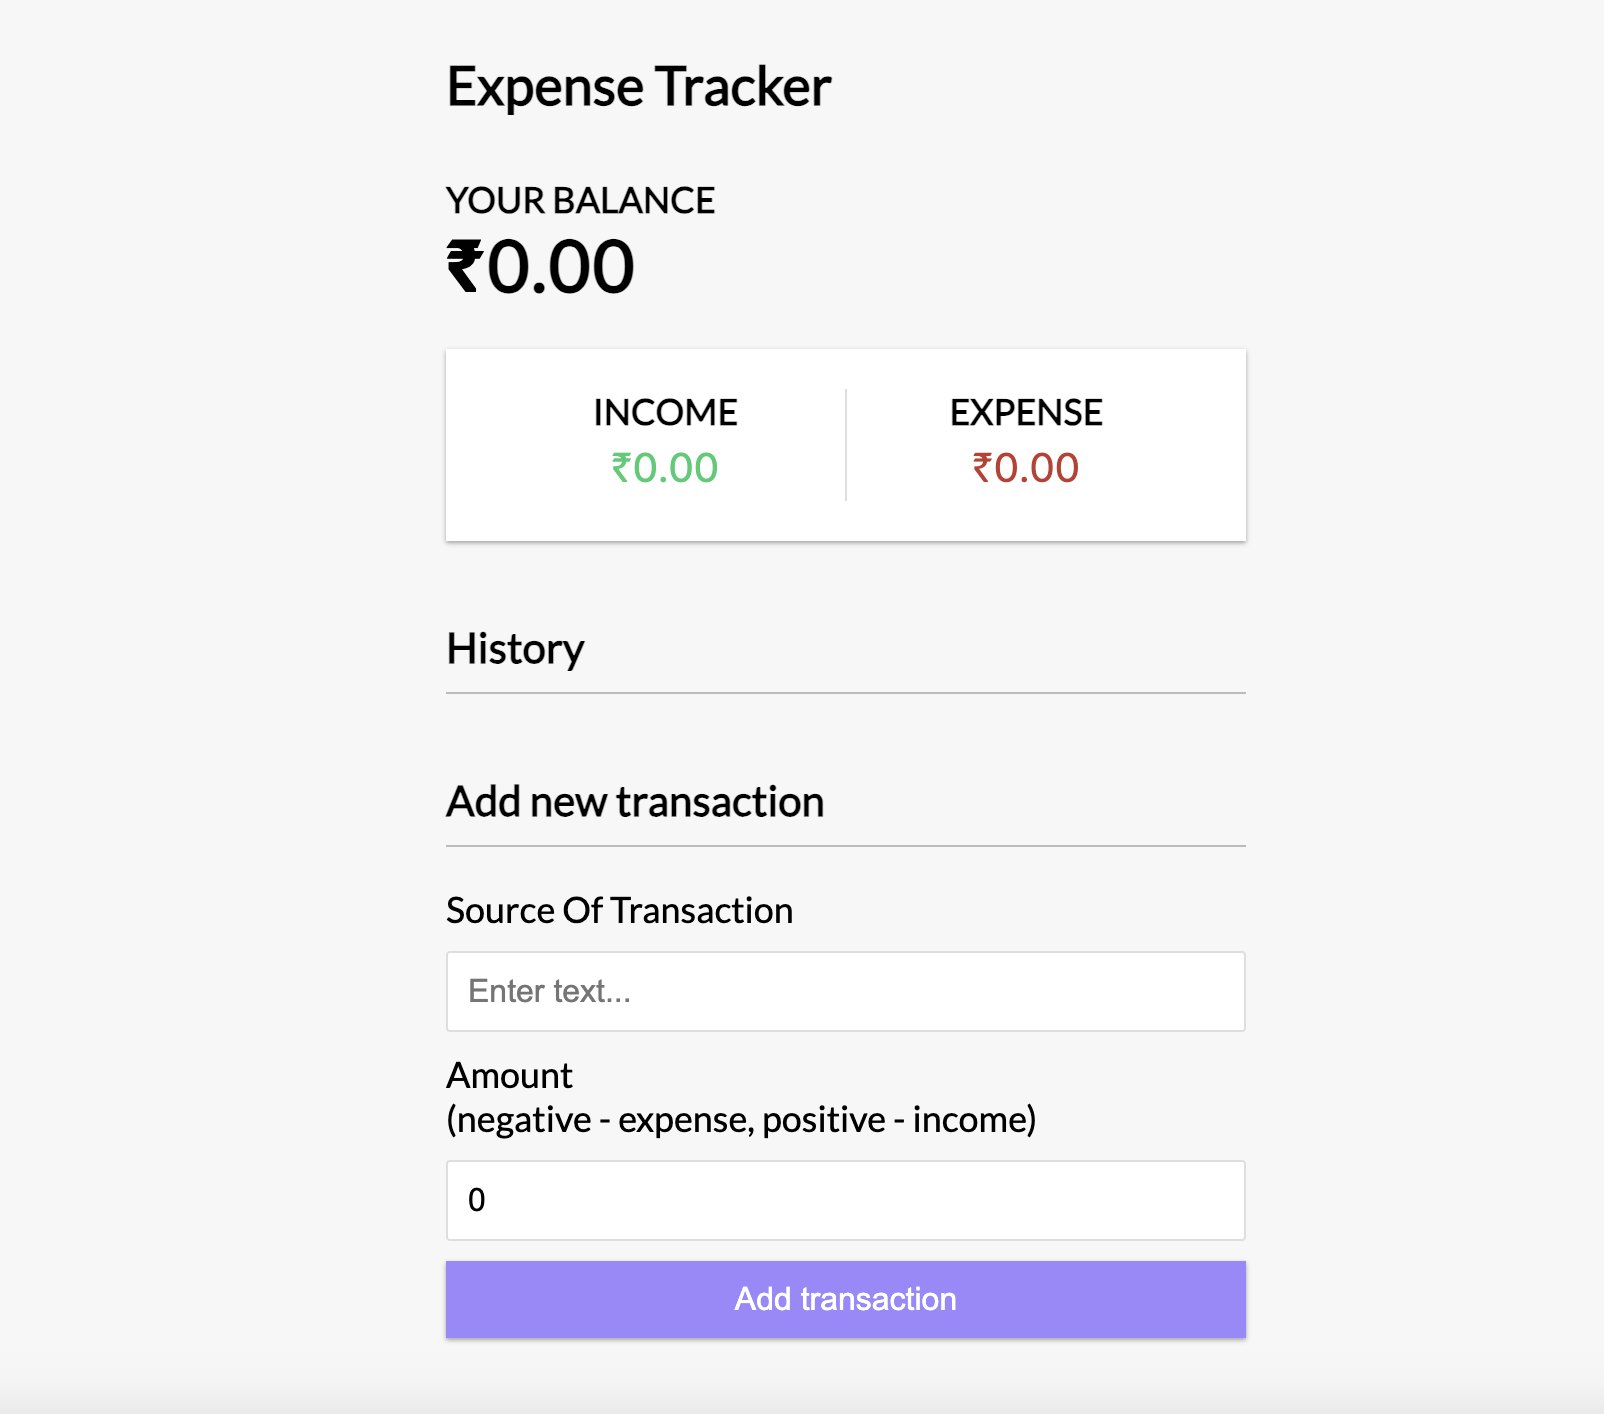 Expense Tracker
YOUR BALANCE
₹0.00
INCOME
₹0.00
EXPENSE
₹0.00
History
Add new transaction
Source Of Transaction
Enter text...
Amount
(negative - expense, positive - income)
0
Add transaction